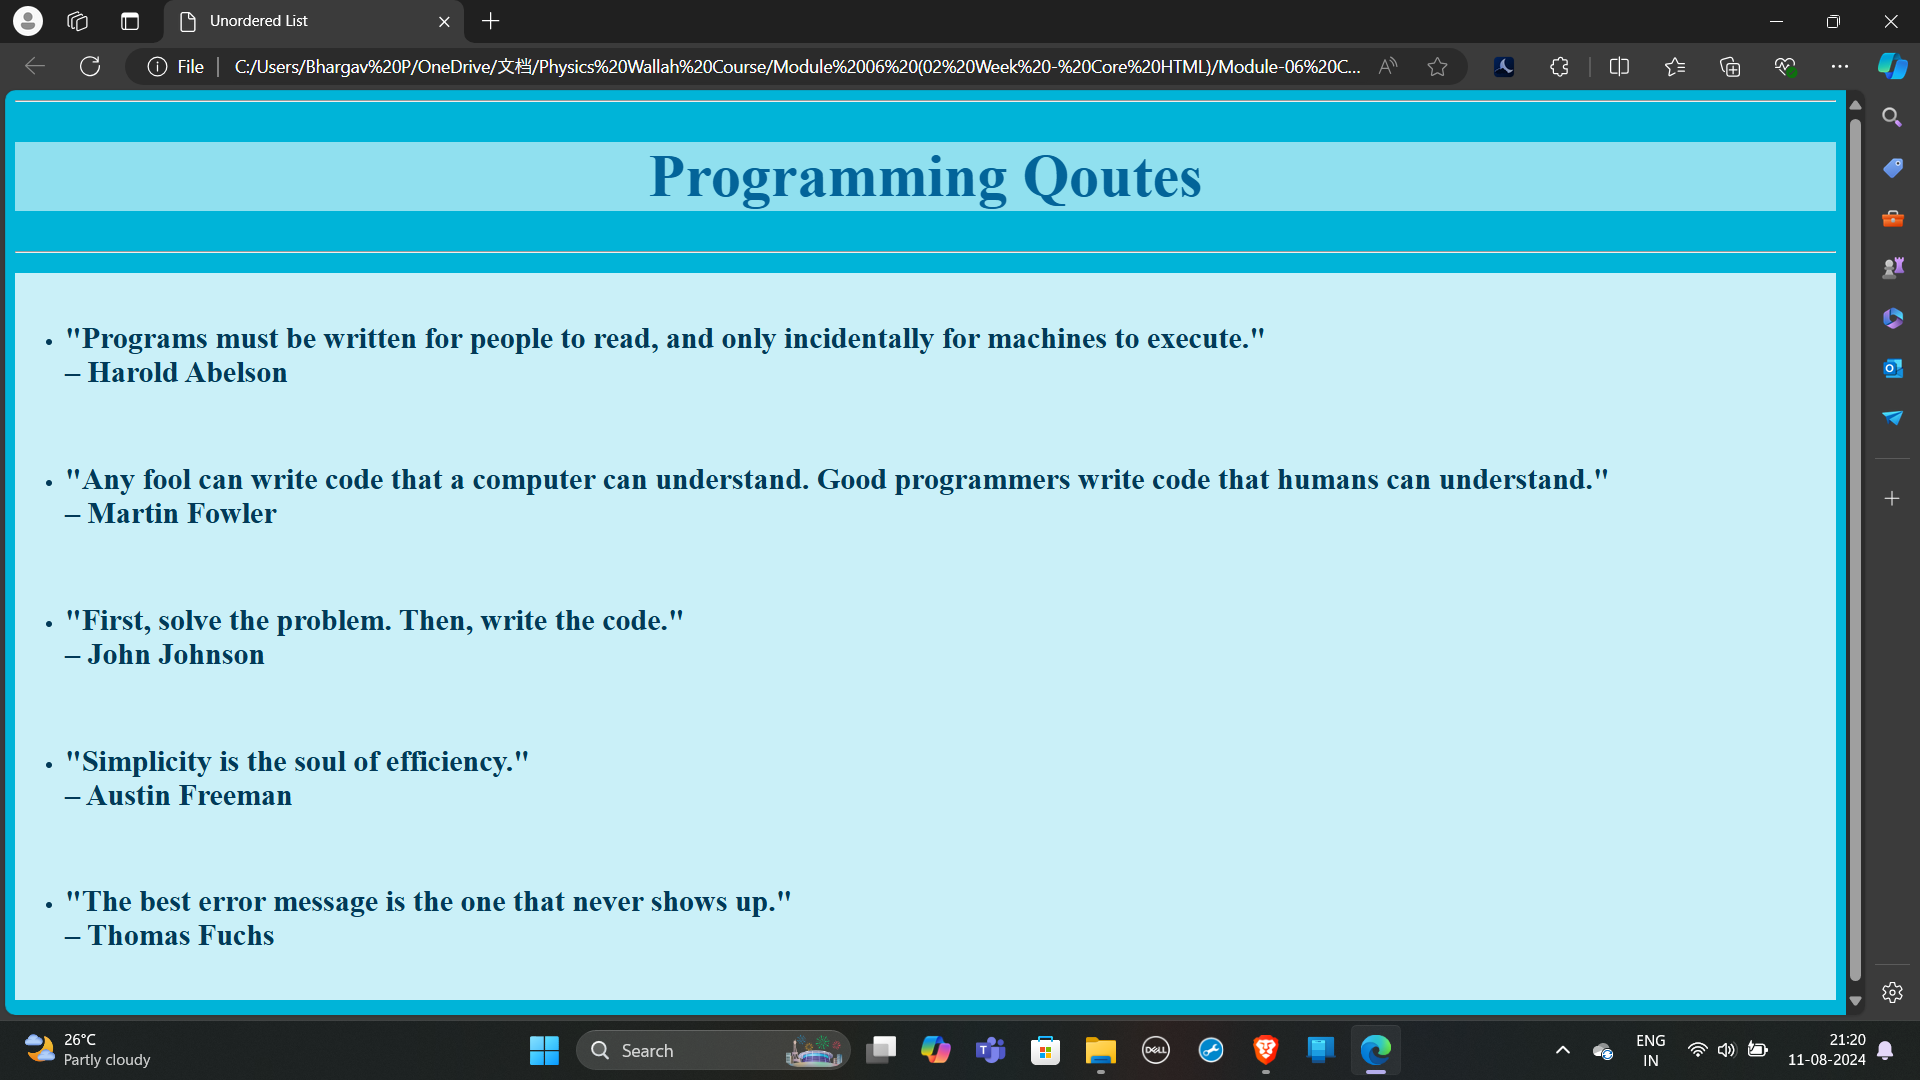 Unordered List
File
C:/Users/Bhargav%20P/OneDrive/文档/Physics%20Wallah%20Course/Module%2006%20(02%20Week%20-%20Core%20HTML)/Module-06%20C...
Programming Qoutes
• "Programs must be written for people to read, and only incidentally for machines to execute."
– Harold Abelson
• "Any fool can write code that a computer can understand. Good programmers write code that humans can understand."
– Martin Fowler
• "First, solve the problem. Then, write the code."
– John Johnson
• "Simplicity is the soul of efficiency."
– Austin Freeman
• "The best error message is the one that never shows up."
– Thomas Fuchs
26°C
Partly cloudy
Search
DELL
ENG
IN
21:20
11-08-2024